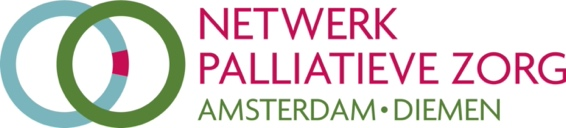 NETWERK
PALLIATIEVE ZORG
AMSTERDAM • DIEMEN